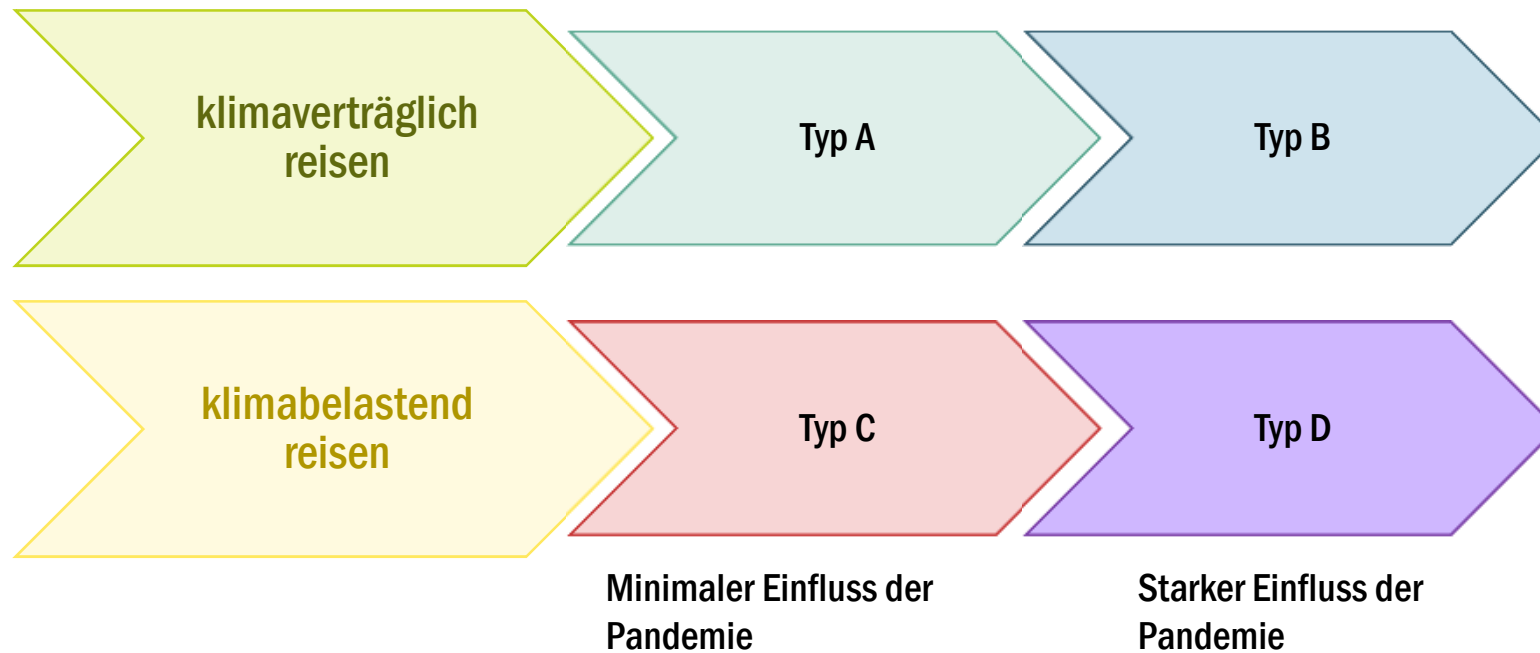 klimaverträglich
reisen
Typ A
Typ B
klimabelastend
reisen
Typ C
Typ D
Minimaler Einfluss der
Pandemie
Starker Einfluss der
Pandemie